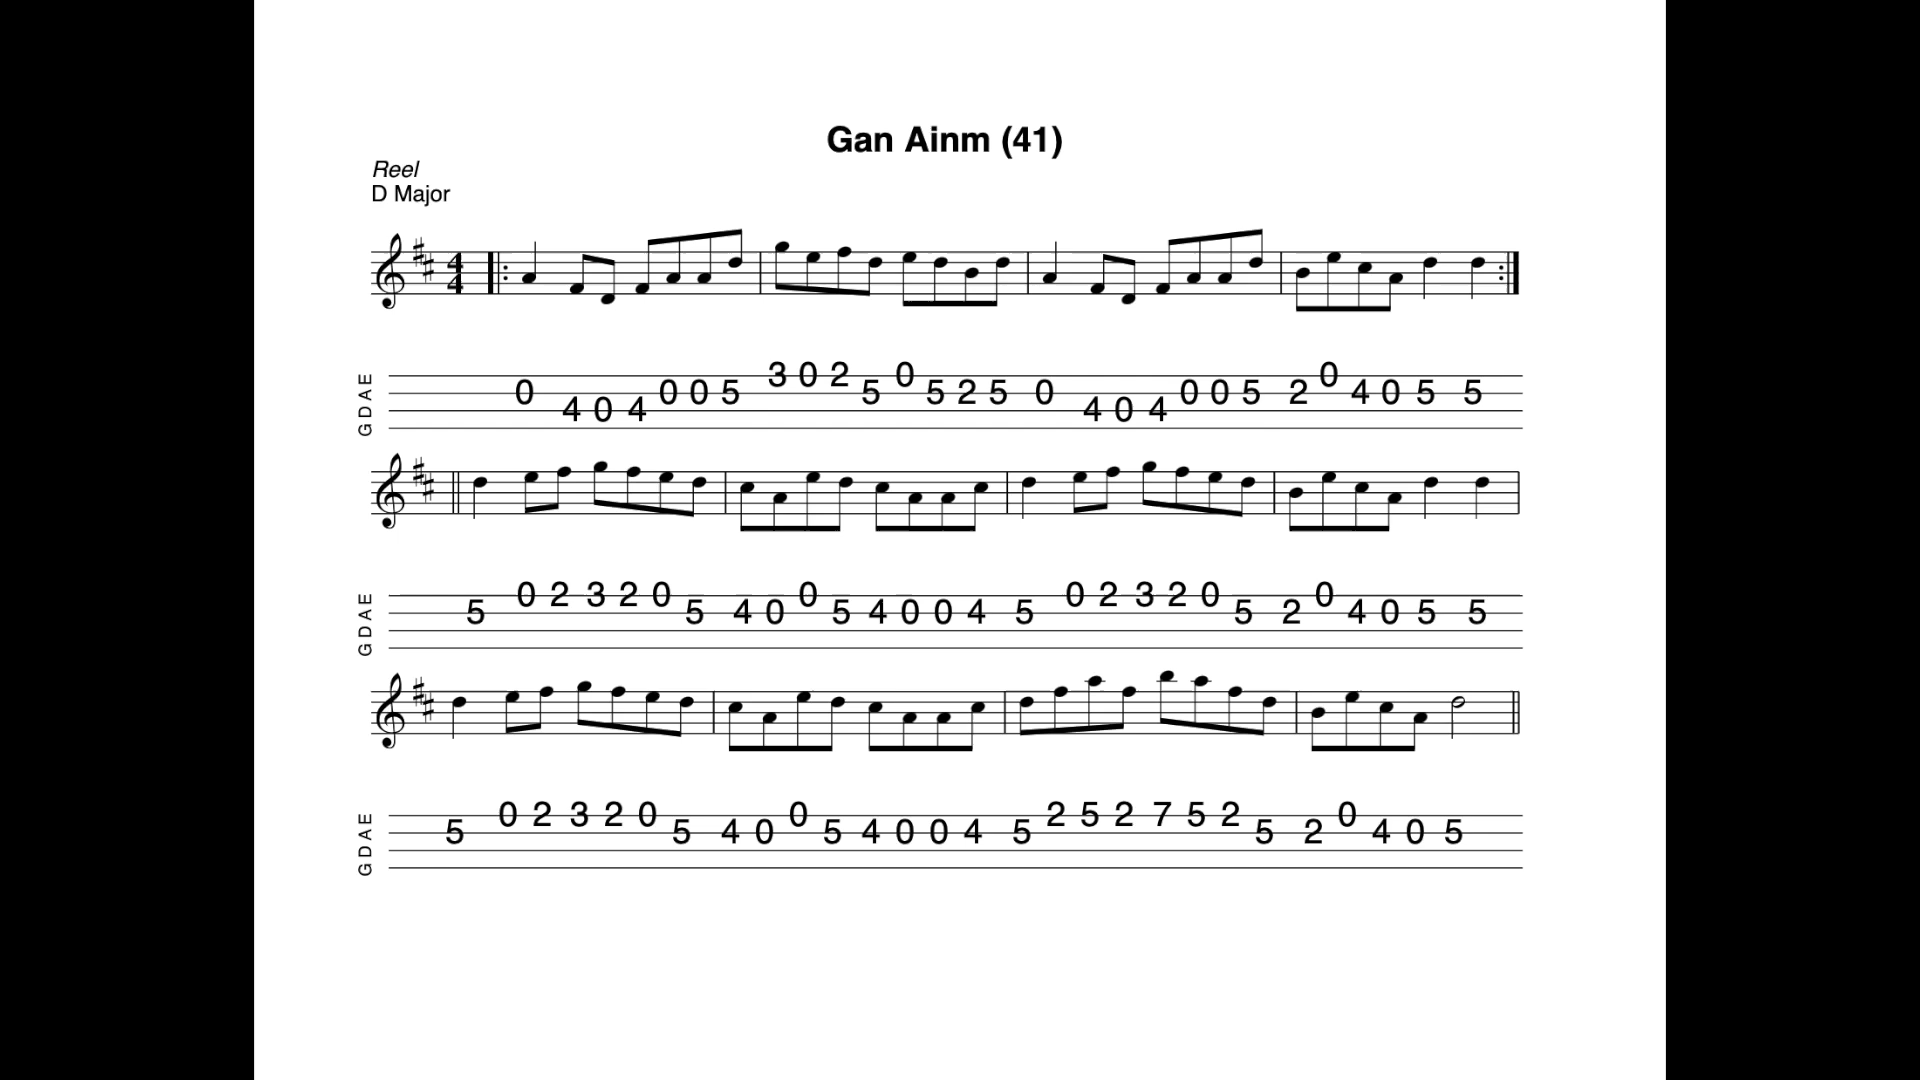 Gan Ainm (41)
Reel
D Major
4
4
0 4 0 4 0 0 5 3 0 2 5 0 5 2 5 0 4 0 4 0 0 5 2 0 4 0 5 5
G D A E
5 0 2 3 2 0 5 4 0 0 5 4 0 0 4 5 0 2 3 2 0 5 2 0 4 0 5 5
G D A E
5 0 2 3 2 0 5 4 0 0 5 4 0 0 4 5 2 5 2 7 5 2 5 2 0 4 0 5
G D A E